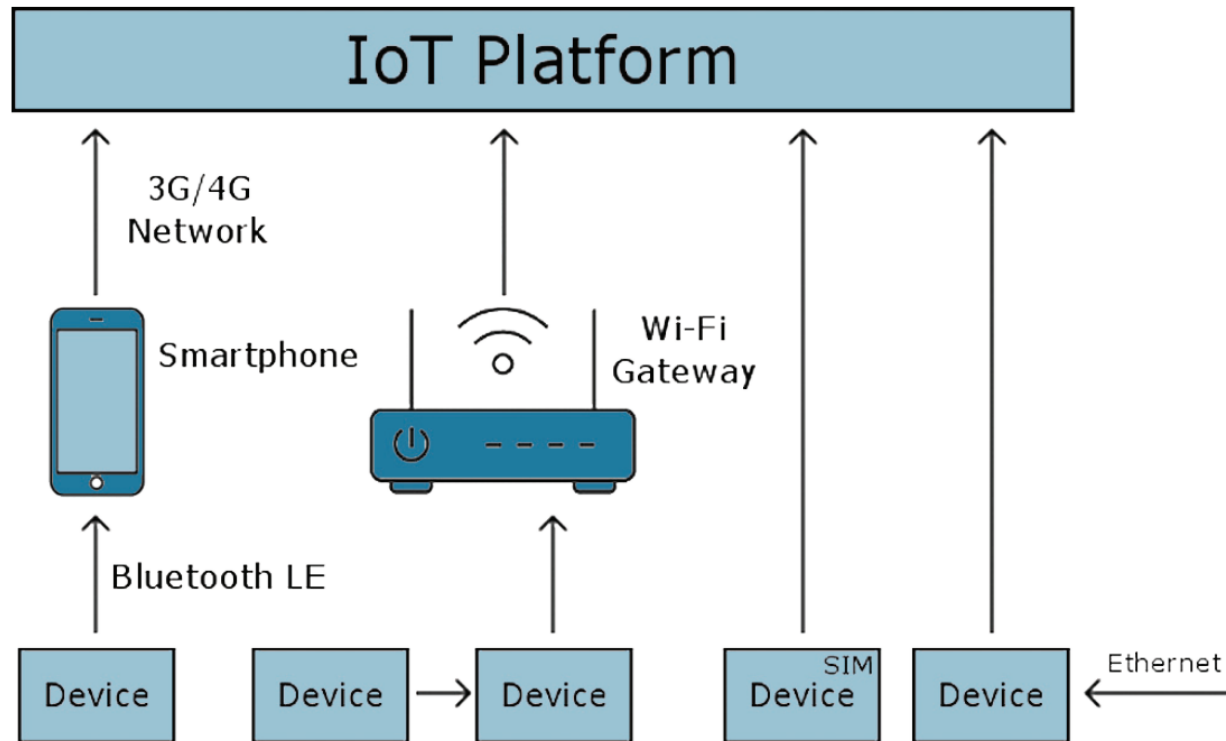 IoT Platform
3G/4G
Network
Smartphone
Wi-Fi
Gateway
Bluetooth LE
Device
Device
Device
SIM
Device
Device
Ethernet